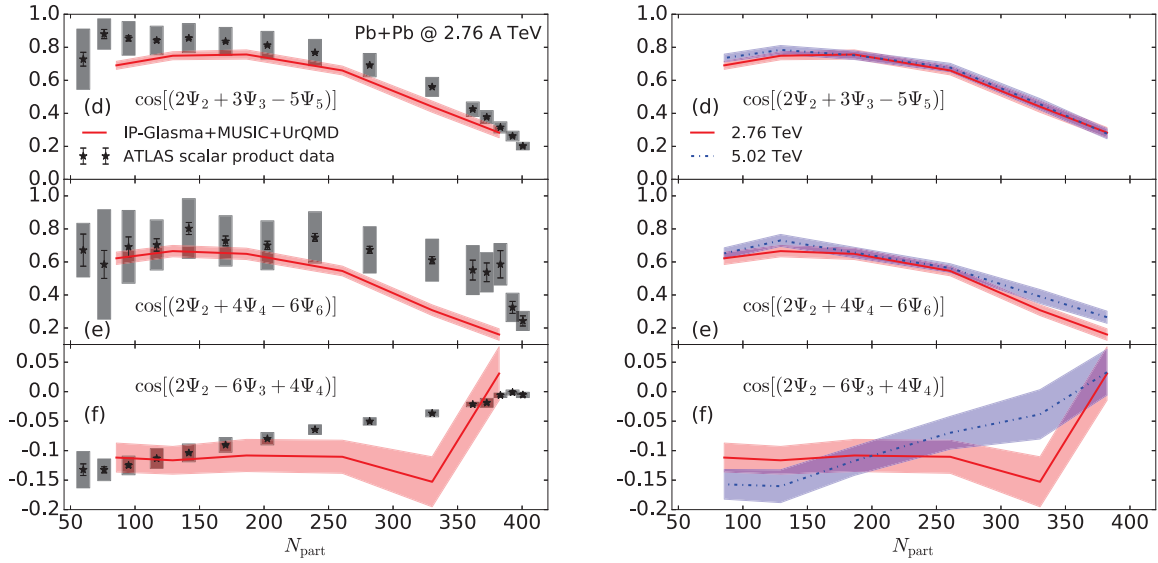 1.0
0.8
0.6
0.4
0.2
0.0
Pb+Pb @ 2.76 A TeV
(d) cos[(2Ψ₂ + 3Ψ₃ − 5Ψ₅)]
IP-Glasma+MUSIC+UrQMD
ATLAS scalar product data
1.0
0.8
0.6
0.4
0.2
(e) cos[(2Ψ₂ + 4Ψ₄ − 6Ψ₆)]
0.05
0.0
-0.05
-0.1
-0.15
-0.2
cos[(2Ψ₂ − 6Ψ₃ + 4Ψ₄)]
(f)
50 100 150 200 250 300 350 400
N_part
1.0
0.8
0.6
0.4
0.2
0.0
(d) cos[(2Ψ₂ + 3Ψ₃ − 5Ψ₅)]
2.76 TeV
5.02 TeV
1.0
0.8
0.6
0.4
0.2
(e) cos[(2Ψ₂ + 4Ψ₄ − 6Ψ₆)]
0.05
0.0
-0.05
-0.1
-0.15
-0.2
cos[(2Ψ₂ − 6Ψ₃ + 4Ψ₄)]
(f)
50 100 150 200 250 300 350 400
N_part